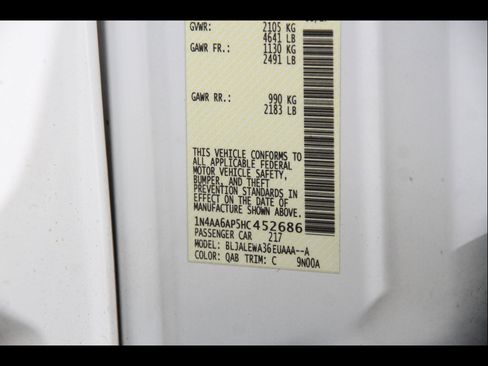 GVWR: 2105 KG
4641 LB
GAWR FR.: 1130 KG
2491 LB
GAWR RR.: 990 KG
2183 LB
THIS VEHICLE CONFORMS TO
ALL APPLICABLE FEDERAL
MOTOR VEHICLE SAFETY,
BUMPER, AND THEFT
PREVENTION STANDARDS IN
EFFECT ON THE DATE OF
MANUFACTURE SHOWN ABOVE.
1N4AA6AP5HC452686
PASSENGER CAR 217
MODEL: BLJALEWA36EUAAA--A
COLOR: QAB TRIM: C 9N00A